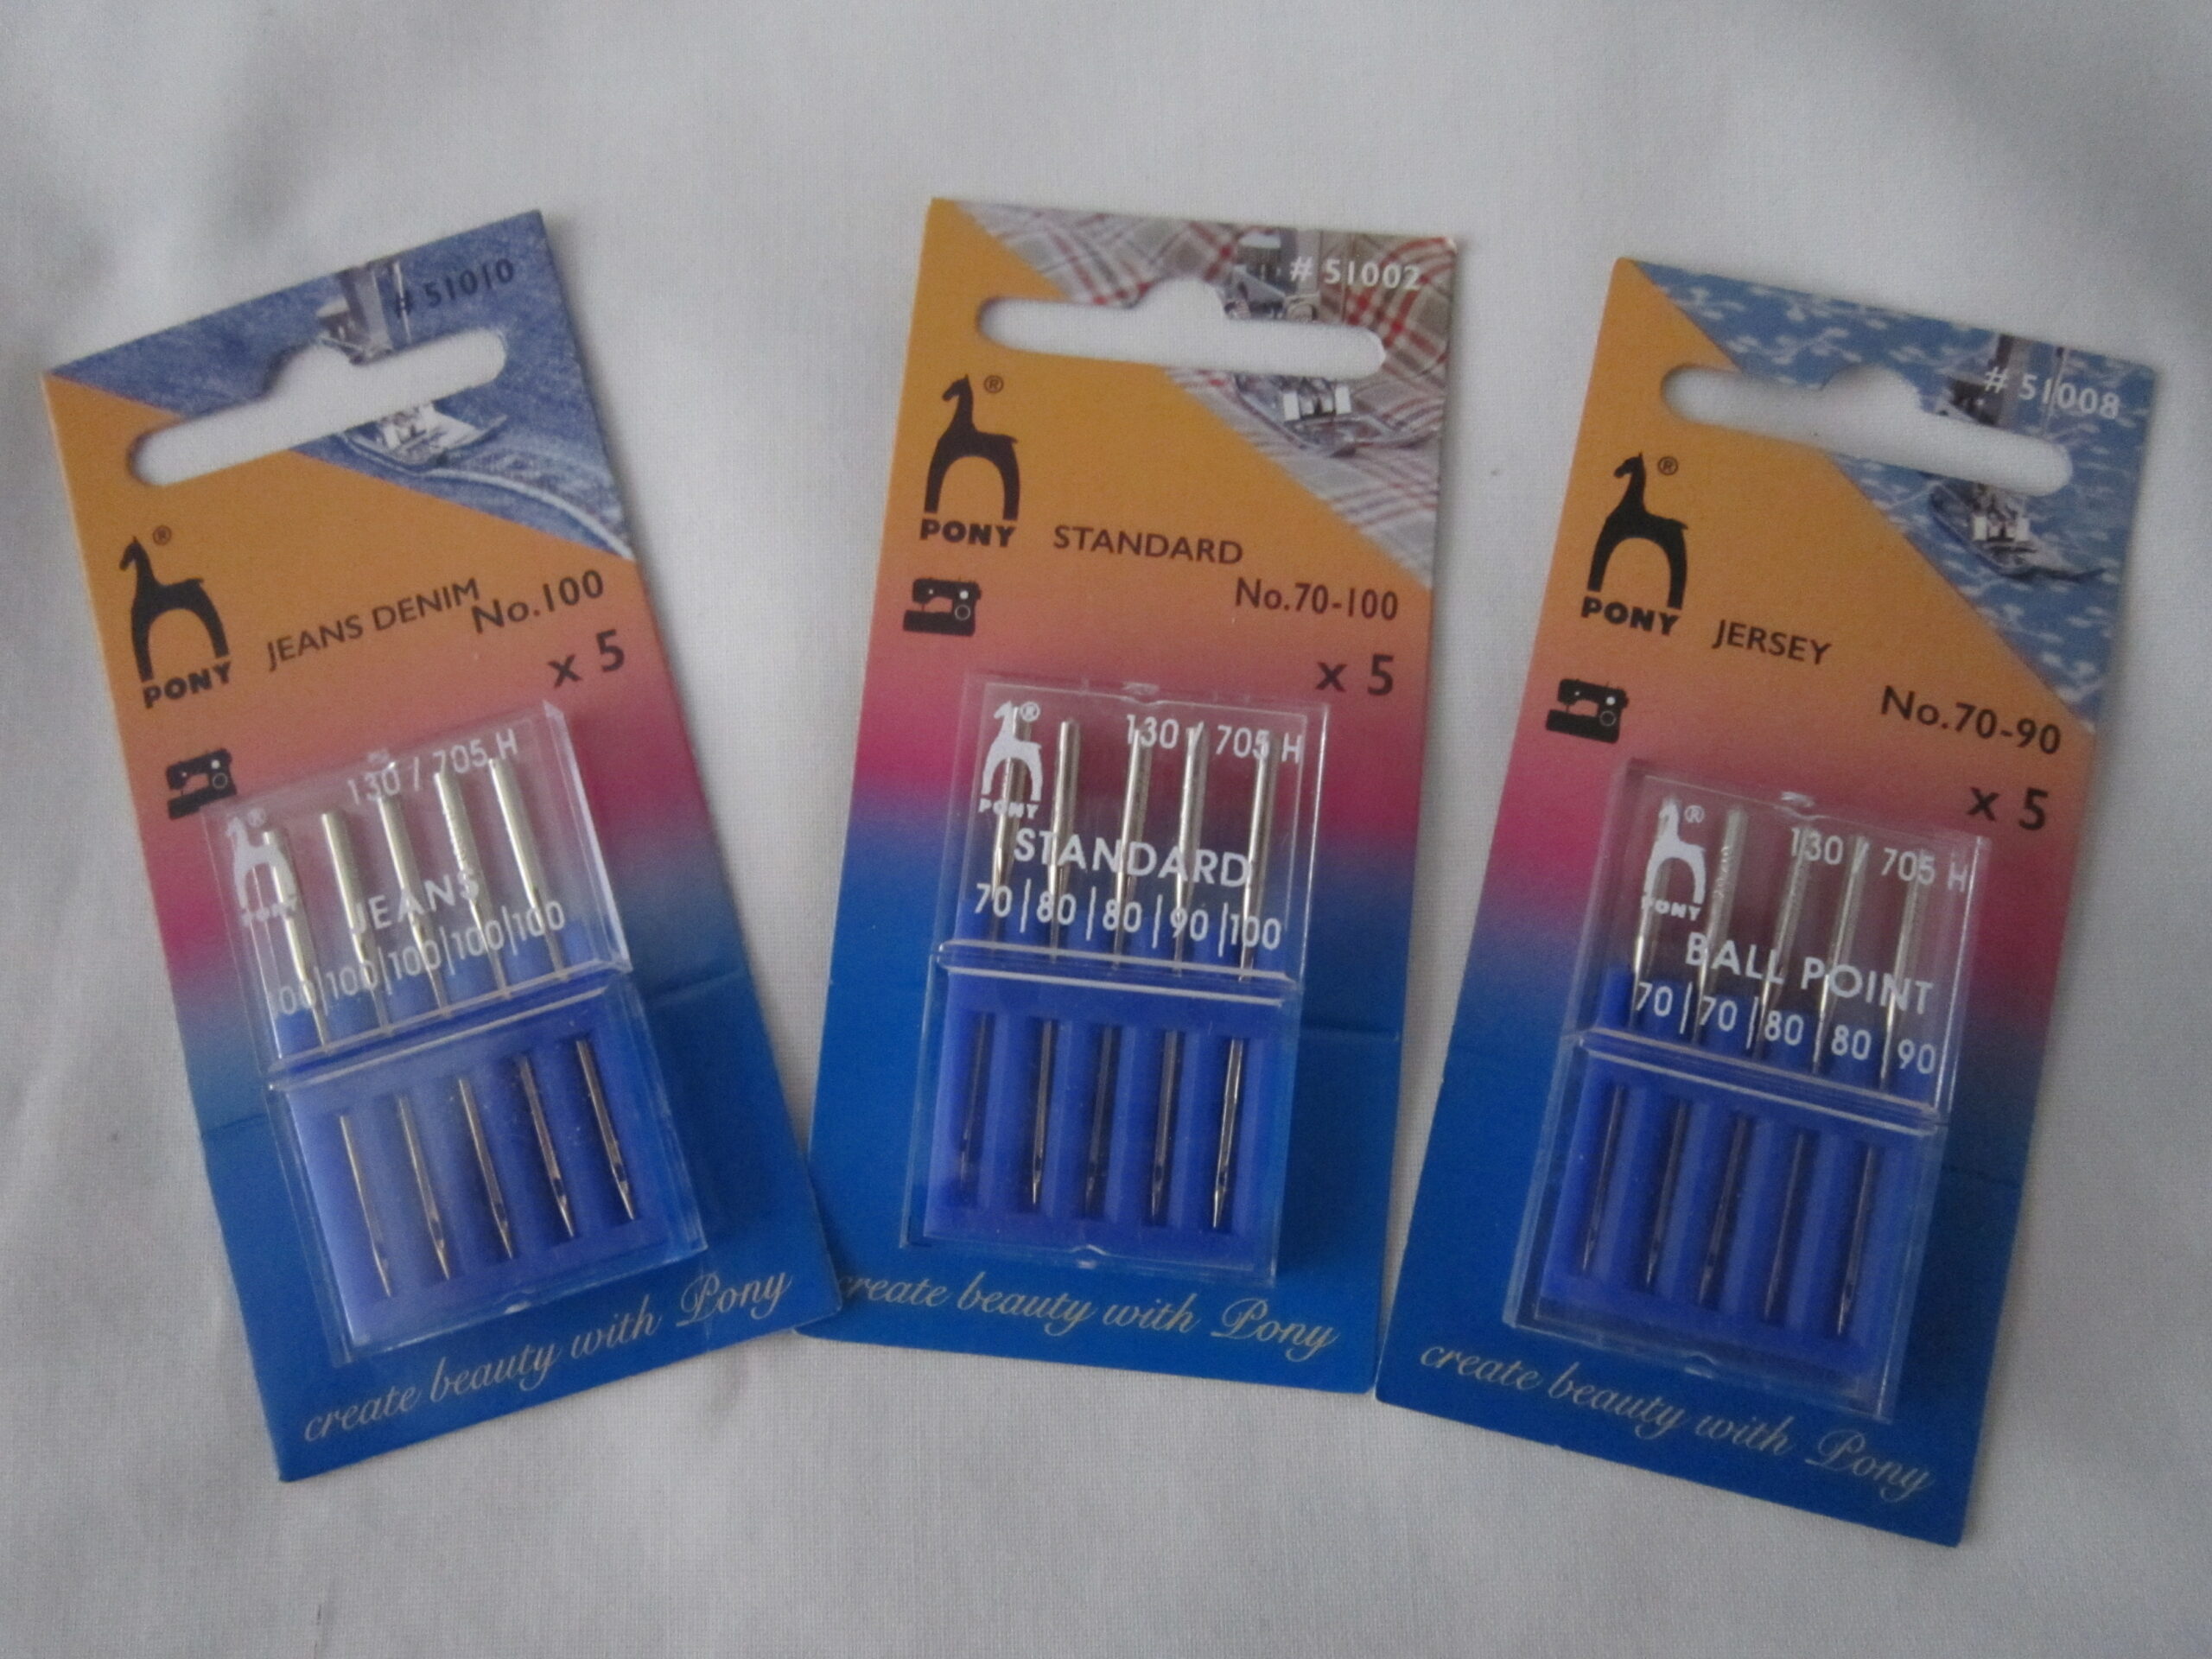 # 51010
®
PONY
JEANS DENIM
No.100
x 5
130 / 705 H
®
PONY
JEANS
100|100|100|100|100
create beauty with Pony
# 51002
®
PONY
STANDARD
No.70-100
x 5
®
130 / 705 H
PONY
STANDARD
70|80|80|90|100
create beauty with Pony
# 51008
®
PONY
JERSEY
No.70-90
x 5
®
130 / 705 H
PONY
BALL POINT
70|70|80|80|90
create beauty with Pony